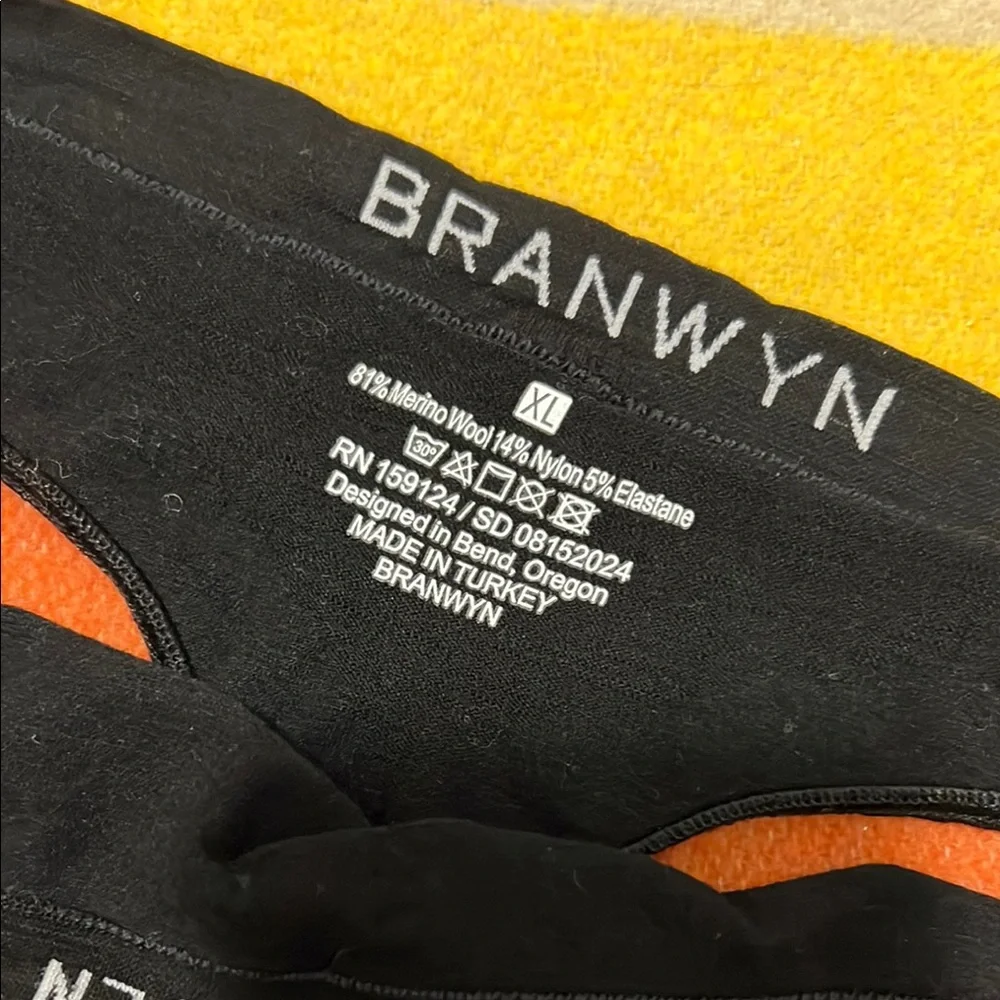 BRANWYN
XL
81% Merino Wool 14% Nylon 5% Elastane
30°
RN 159124 / SD 08152024
Designed in Bend, Oregon
MADE IN TURKEY
BRANWYN